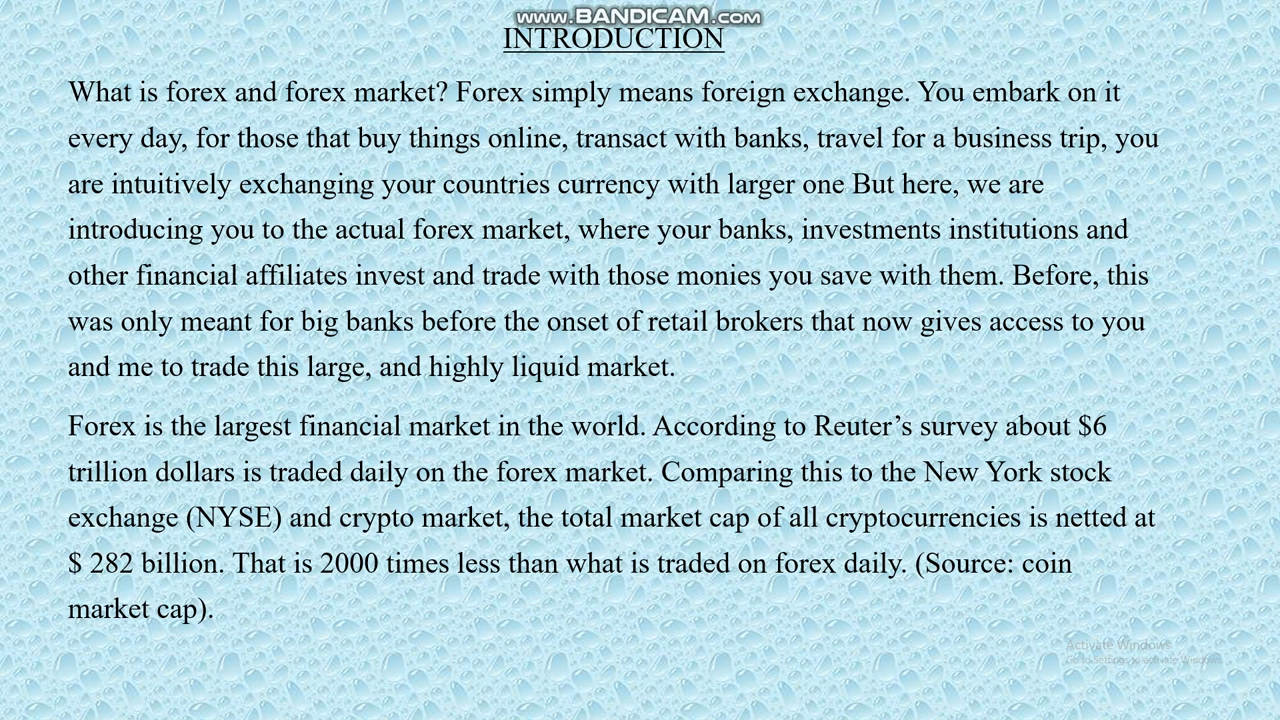 www.BANDICAM.com
INTRODUCTION
What is forex and forex market? Forex simply means foreign exchange. You embark on it
every day, for those that buy things online, transact with banks, travel for a business trip, you
are intuitively exchanging your countries currency with larger one But here, we are
introducing you to the actual forex market, where your banks, investments institutions and
other financial affiliates invest and trade with those monies you save with them. Before, this
was only meant for big banks before the onset of retail brokers that now gives access to you
and me to trade this large, and highly liquid market.
Forex is the largest financial market in the world. According to Reuter’s survey about $6
trillion dollars is traded daily on the forex market. Comparing this to the New York stock
exchange (NYSE) and crypto market, the total market cap of all cryptocurrencies is netted at
$ 282 billion. That is 2000 times less than what is traded on forex daily. (Source: coin
market cap).
Activate Windows
Go to Settings to activate Windows.